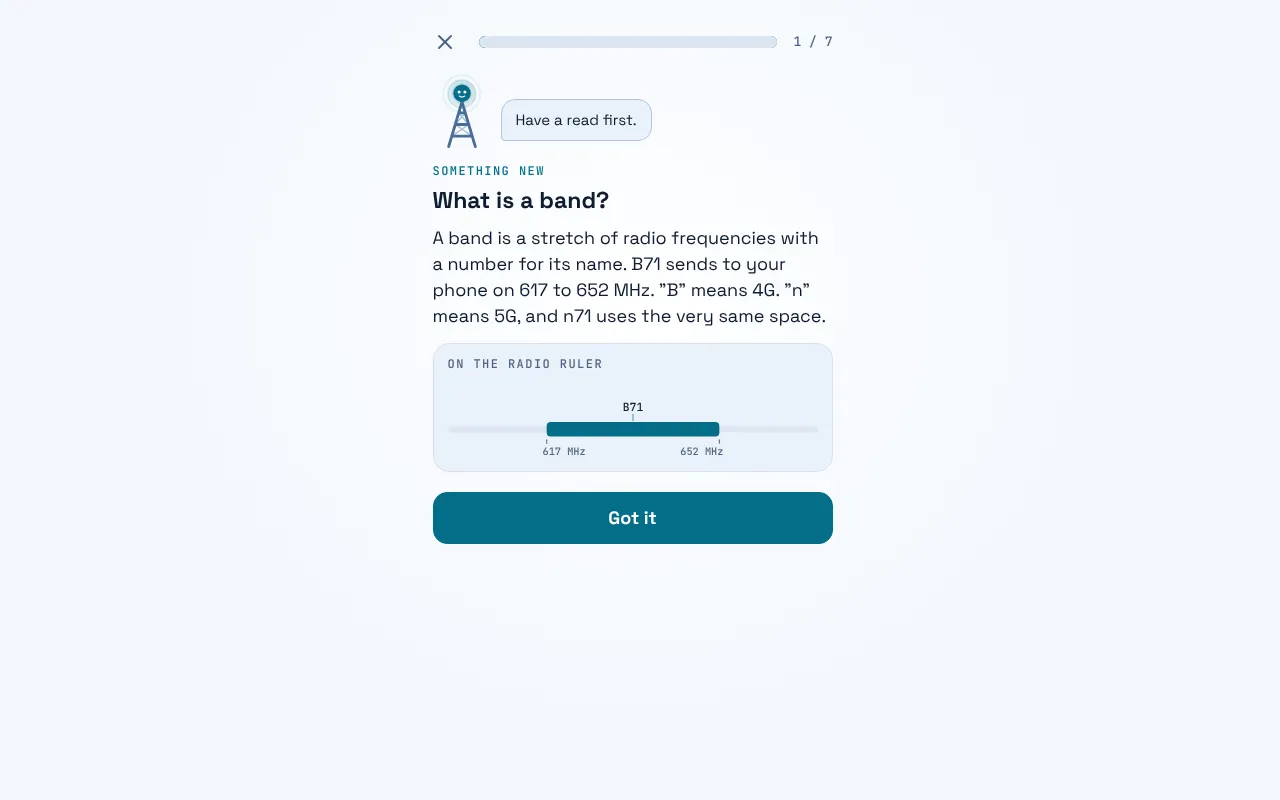 1 / 7
Have a read first.
SOMETHING NEW
What is a band?
A band is a stretch of radio frequencies with
a number for its name. B71 sends to your
phone on 617 to 652 MHz. ”B” means 4G. ”n”
means 5G, and n71 uses the very same space.
ON THE RADIO RULER
B71
617 MHz
652 MHz
Got it